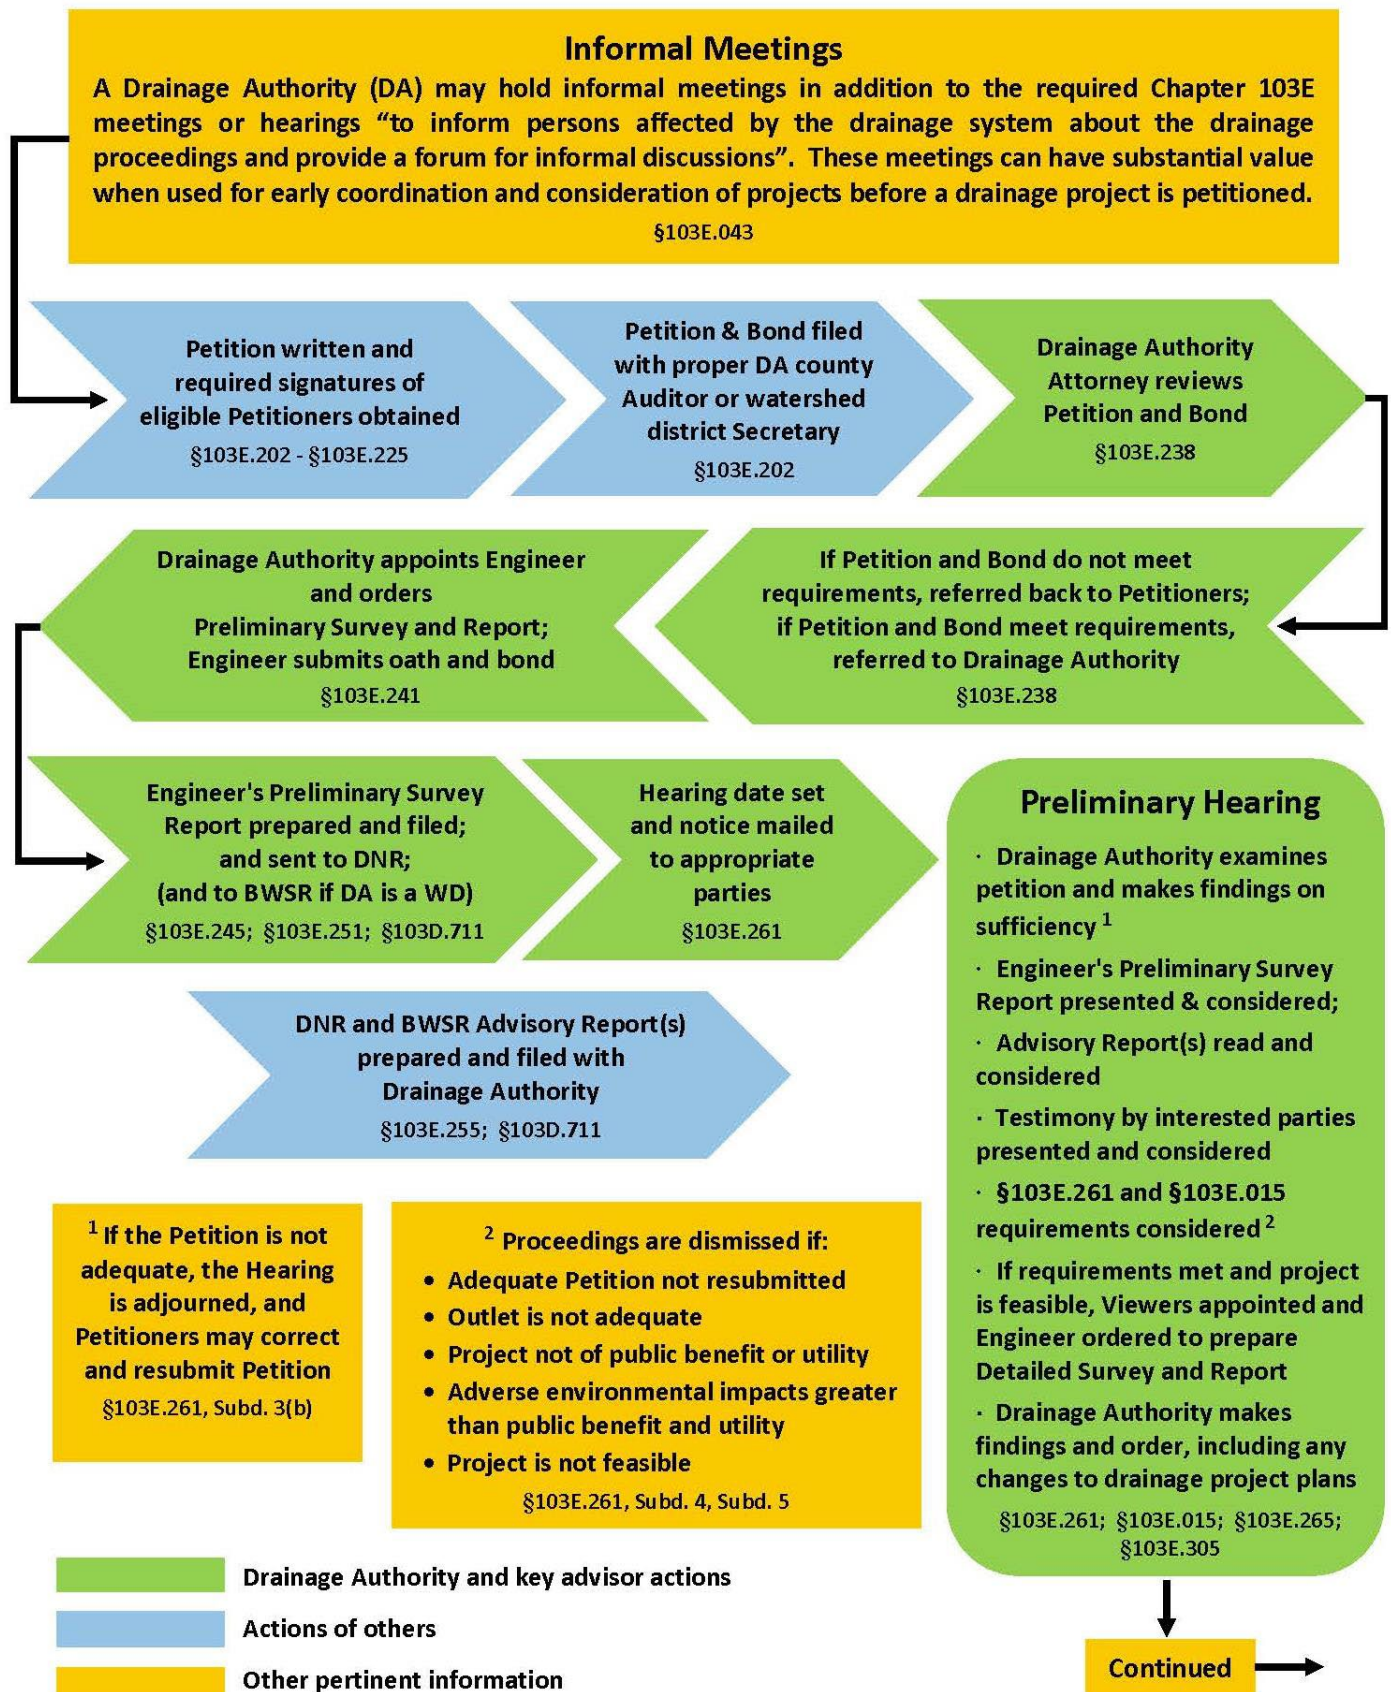 Informal Meetings
A Drainage Authority (DA) may hold informal meetings in addition to the required Chapter 103E
meetings or hearings “to inform persons affected by the drainage system about the drainage
proceedings and provide a forum for informal discussions”. These meetings can have substantial value
when used for early coordination and consideration of projects before a drainage project is petitioned.
§103E.043
Petition written and
required signatures of
eligible Petitioners obtained
§103E.202 - §103E.225
Petition & Bond filed
with proper DA county
Auditor or watershed
district Secretary
§103E.202
Drainage Authority
Attorney reviews
Petition and Bond
§103E.238
If Petition and Bond do not meet
requirements, referred back to Petitioners;
if Petition and Bond meet requirements,
referred to Drainage Authority
§103E.238
Drainage Authority appoints Engineer
and orders
Preliminary Survey and Report;
Engineer submits oath and bond
§103E.241
Engineer's Preliminary Survey
Report prepared and filed;
and sent to DNR;
(and to BWSR if DA is a WD)
§103E.245; §103E.251; §103D.711
Hearing date set
and notice mailed
to appropriate
parties
§103E.261
DNR and BWSR Advisory Report(s)
prepared and filed with
Drainage Authority
§103E.255; §103D.711
Preliminary Hearing
· Drainage Authority examines
petition and makes findings on
sufficiency 1
· Engineer's Preliminary Survey
Report presented & considered;
· Advisory Report(s) read and
considered
· Testimony by interested parties
presented and considered
· §103E.261 and §103E.015
requirements considered 2
· If requirements met and project
is feasible, Viewers appointed and
Engineer ordered to prepare
Detailed Survey and Report
· Drainage Authority makes
findings and order, including any
changes to drainage project plans
§103E.261; §103E.015; §103E.265;
§103E.305
1 If the Petition is not
adequate, the Hearing
is adjourned, and
Petitioners may correct
and resubmit Petition
§103E.261, Subd. 3(b)
2 Proceedings are dismissed if:
• Adequate Petition not resubmitted
• Outlet is not adequate
• Project not of public benefit or utility
• Adverse environmental impacts greater
than public benefit and utility
• Project is not feasible
§103E.261, Subd. 4, Subd. 5
Drainage Authority and key advisor actions
Actions of others
Other pertinent information
Continued